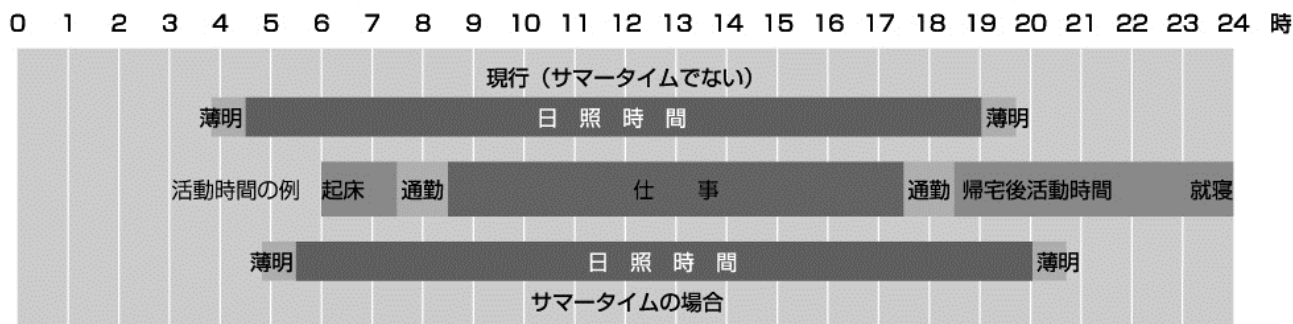 0 1 2 3 4 5 6 7 8 9 10 11 12 13 14 15 16 17 18 19 20 21 22 23 24 時
現行（サマータイムでない）
薄明 日照時間 薄明
活動時間の例 起床 通勤 仕事 通勤 帰宅後活動時間 就寝
薄明 日照時間 薄明
サマータイムの場合